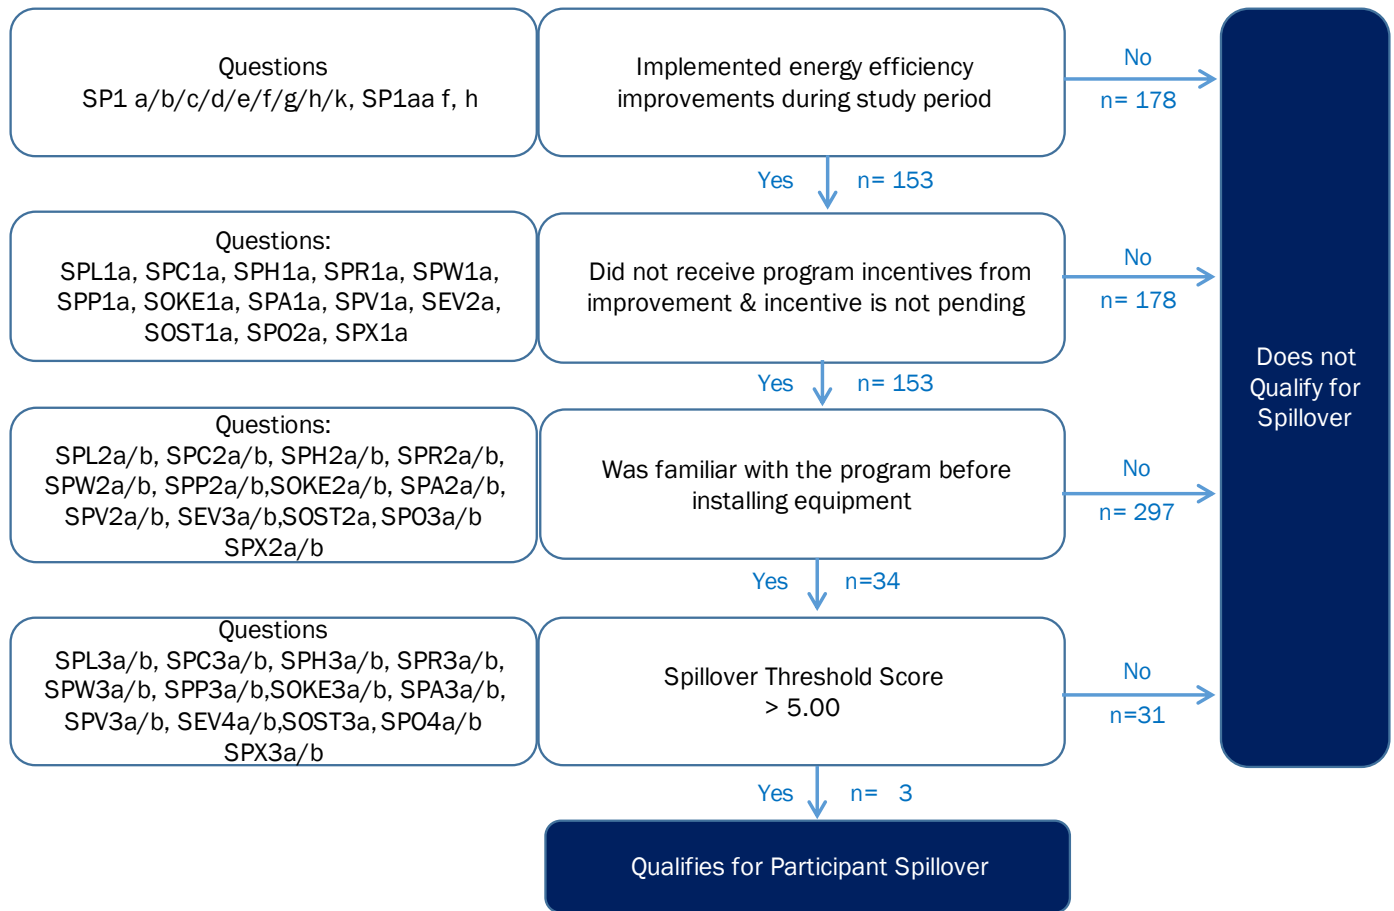 Questions
SP1 a/b/c/d/e/f/g/h/k, SP1aa f, h
Implemented energy efficiency
improvements during study period
No
n= 178
Yes n= 153
Questions:
SPL1a, SPC1a, SPH1a, SPR1a, SPW1a,
SPP1a, SOKE1a, SPA1a, SPV1a, SEV2a,
SOST1a, SPO2a, SPX1a
Did not receive program incentives from
improvement & incentive is not pending
No
n= 178
Yes n= 153
Does not
Qualify for
Spillover
Questions:
SPL2a/b, SPC2a/b, SPH2a/b, SPR2a/b,
SPW2a/b, SPP2a/b,SOKE2a/b, SPA2a/b,
SPV2a/b, SEV3a/b,SOST2a, SPO3a/b
SPX2a/b
Was familiar with the program before
installing equipment
No
n= 297
Yes n=34
Questions
SPL3a/b, SPC3a/b, SPH3a/b, SPR3a/b,
SPW3a/b, SPP3a/b,SOKE3a/b, SPA3a/b,
SPV3a/b, SEV4a/b,SOST3a, SPO4a/b
SPX3a/b
Spillover Threshold Score
> 5.00
No
n=31
Yes n= 3
Qualifies for Participant Spillover